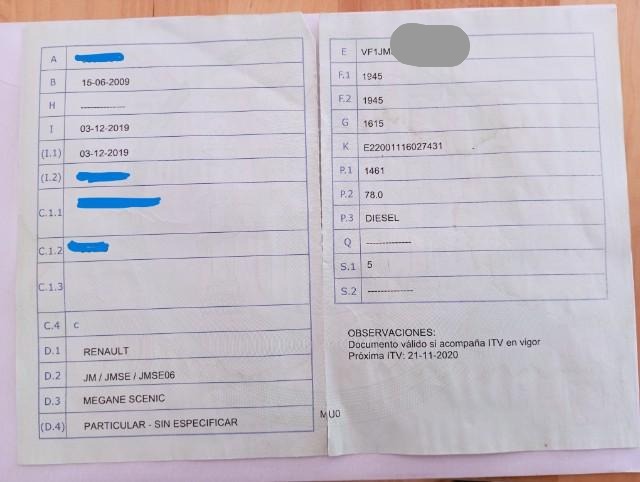 A
B 15-06-2009
H -------------
I 03-12-2019
(I.1) 03-12-2019
(I.2)
C.1.1
C.1.2
C.1.3
C.4 c
D.1 RENAULT
D.2 JM / JMSE / JMSE06
D.3 MEGANE SCENIC
(D.4) PARTICULAR - SIN ESPECIFICAR
E VF1JM
F.1 1945
F.2 1945
G 1615
K E22001116027431
P.1 1461
P.2 78.0
P.3 DIESEL
Q -------------
S.1 5
S.2 -------------
OBSERVACIONES:
Documento válido si acompaña ITV en vigor
Próxima ITV: 21-11-2020
MU0